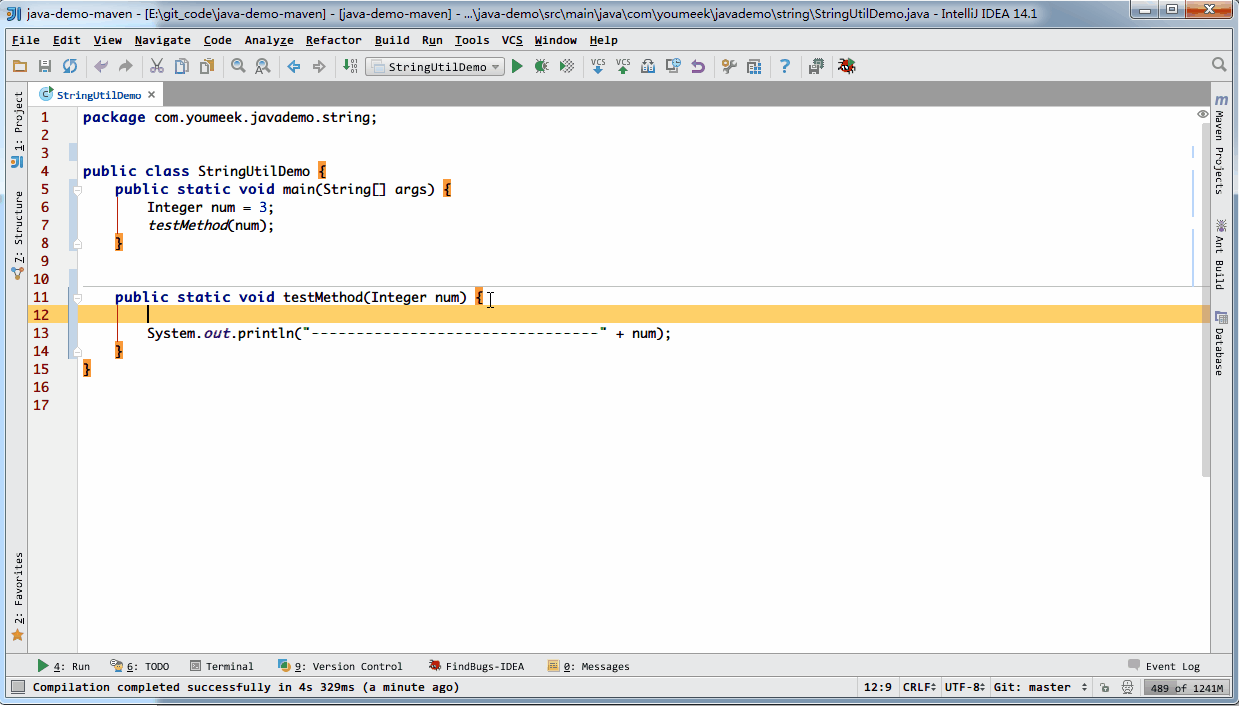 java-demo-maven - [E:\git_code\java-demo-maven] - [java-demo-maven] - ...\java-demo\src\main\java\com\youmeek\javademo\string\StringUtilDemo.java - IntelliJ IDEA 14.1
File Edit View Navigate Code Analyze Refactor Build Run Tools VCS Window Help
StringUtilDemo
StringUtilDemo
1: Project
7: Structure
2: Favorites
1 package com.youmeek.javademo.string;
2
3
4 public class StringUtilDemo {
5 public static void main(String[] args) {
6 Integer num = 3;
7 testMethod(num);
8 }
9
10
11 public static void testMethod(Integer num) {
12
13 System.out.println("--------------------------------" + num);
14 }
15 }
16
17
m Maven Projects
Ant Build
Database
4: Run 6: TODO Terminal 9: Version Control FindBugs-IDEA 0: Messages Event Log
Compilation completed successfully in 4s 329ms (a minute ago) 12:9 CRLF UTF-8 Git: master 489 of 1241M